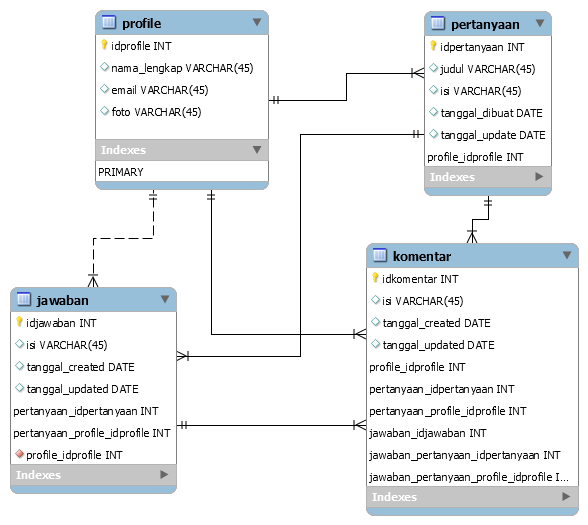 profile
idprofile INT
nama_lengkap VARCHAR(45)
email VARCHAR(45)
foto VARCHAR(45)
Indexes
PRIMARY
pertanyaan
idpertanyaan INT
judul VARCHAR(45)
isi VARCHAR(45)
tanggal_dibuat DATE
tanggal_update DATE
profile_idprofile INT
Indexes
jawaban
idjawaban INT
isi VARCHAR(45)
tanggal_created DATE
tanggal_updated DATE
pertanyaan_idpertanyaan INT
pertanyaan_profile_idprofile INT
profile_idprofile INT
Indexes
komentar
idkomentar INT
isi VARCHAR(45)
tanggal_created DATE
tanggal_updated DATE
profile_idprofile INT
pertanyaan_idpertanyaan INT
pertanyaan_profile_idprofile INT
jawaban_idjawaban INT
jawaban_pertanyaan_idpertanyaan INT
jawaban_pertanyaan_profile_idprofile I...
Indexes